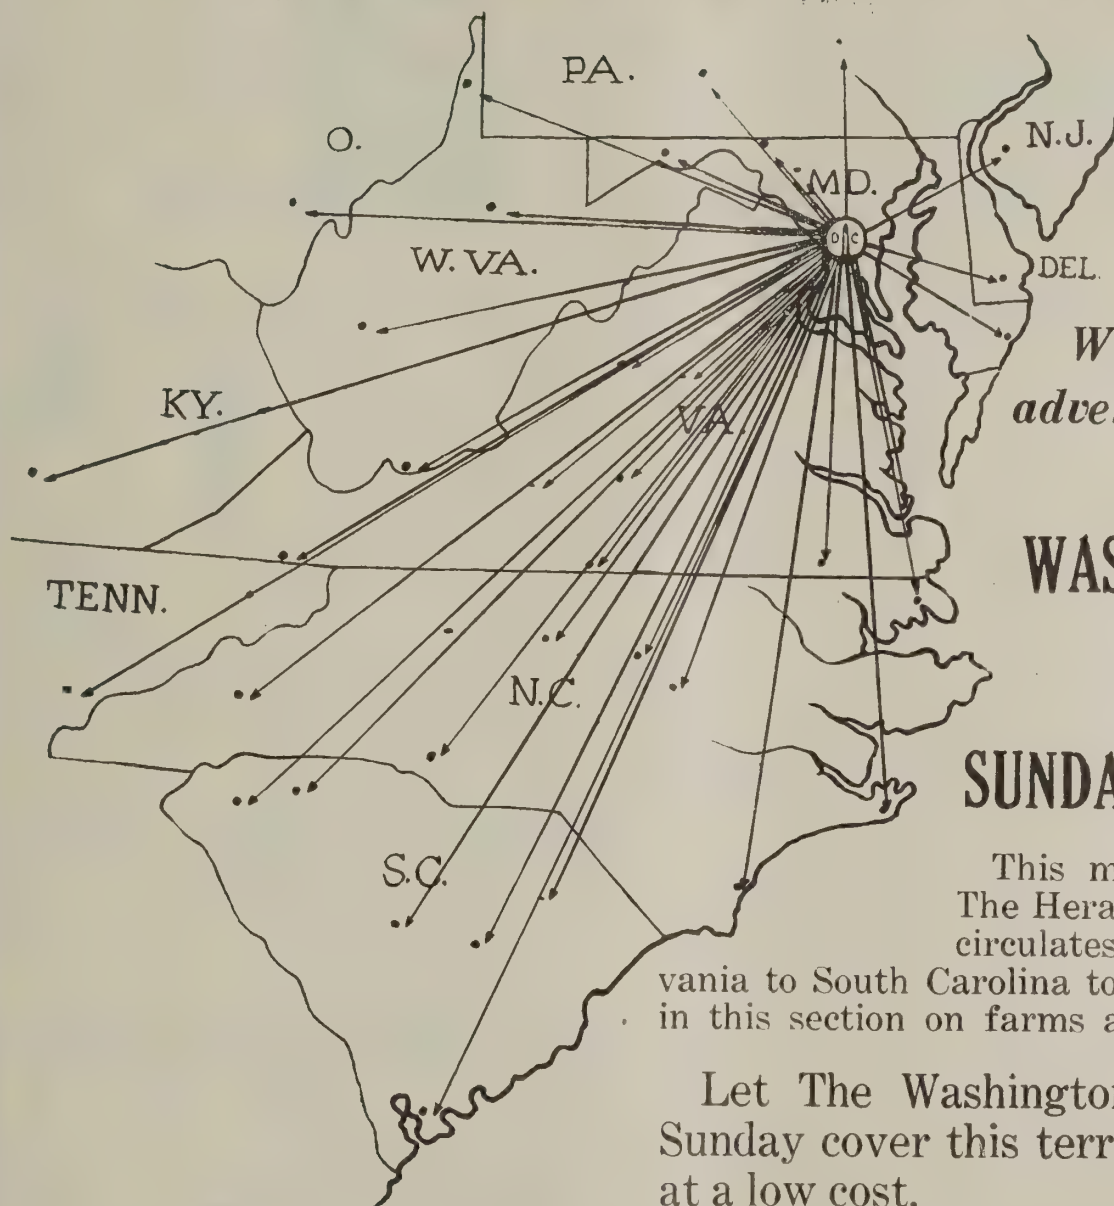 PA.
O.
N.J.
MD.
D C
W. VA.
DEL.
KY.
VA.
TENN.
N.C.
S.C.
W
adve
WAS
SUNDA
This m
The Hera
circulates
vania to South Carolina to
in this section on farms a
Let The Washingto
Sunday cover this terr
at a low cost.